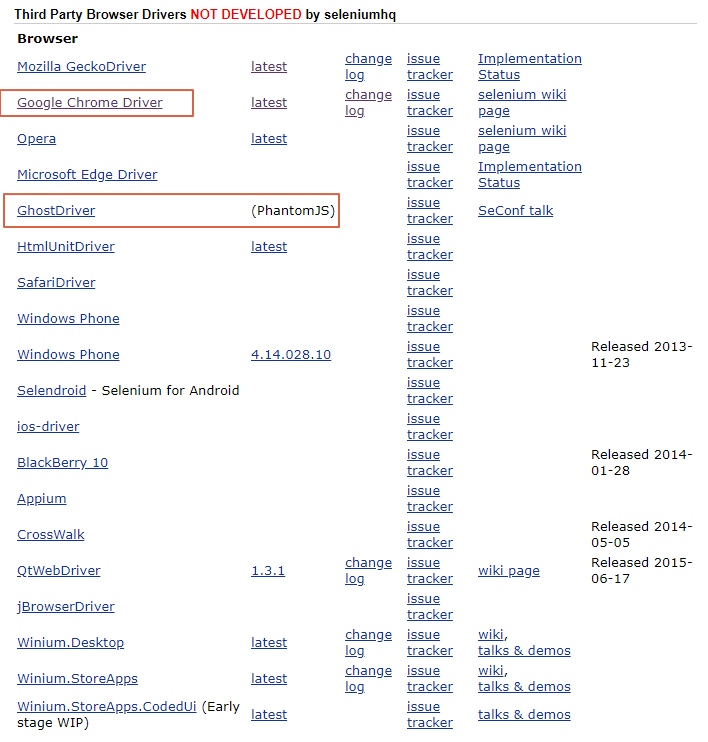 Third Party Browser Drivers NOT DEVELOPED by seleniumhq
Browser
Mozilla GeckoDriver latest change log issue tracker Implementation Status
Google Chrome Driver latest change log issue tracker selenium wiki page
Opera latest issue tracker selenium wiki page
Microsoft Edge Driver issue tracker Implementation Status
GhostDriver (PhantomJS) issue tracker SeConf talk
HtmlUnitDriver latest issue tracker
SafariDriver issue tracker
Windows Phone issue tracker
Windows Phone 4.14.028.10 issue tracker Released 2013-11-23
Selendroid - Selenium for Android issue tracker
ios-driver issue tracker
BlackBerry 10 issue tracker Released 2014-01-28
Appium issue tracker
CrossWalk issue tracker Released 2014-05-05
QtWebDriver 1.3.1 change log issue tracker wiki page Released 2015-06-17
jBrowserDriver issue tracker
Winium.Desktop latest change log issue tracker wiki, talks & demos
Winium.StoreApps latest change log issue tracker wiki, talks & demos
Winium.StoreApps.CodedUi (Early stage WIP) latest issue tracker talks & demos